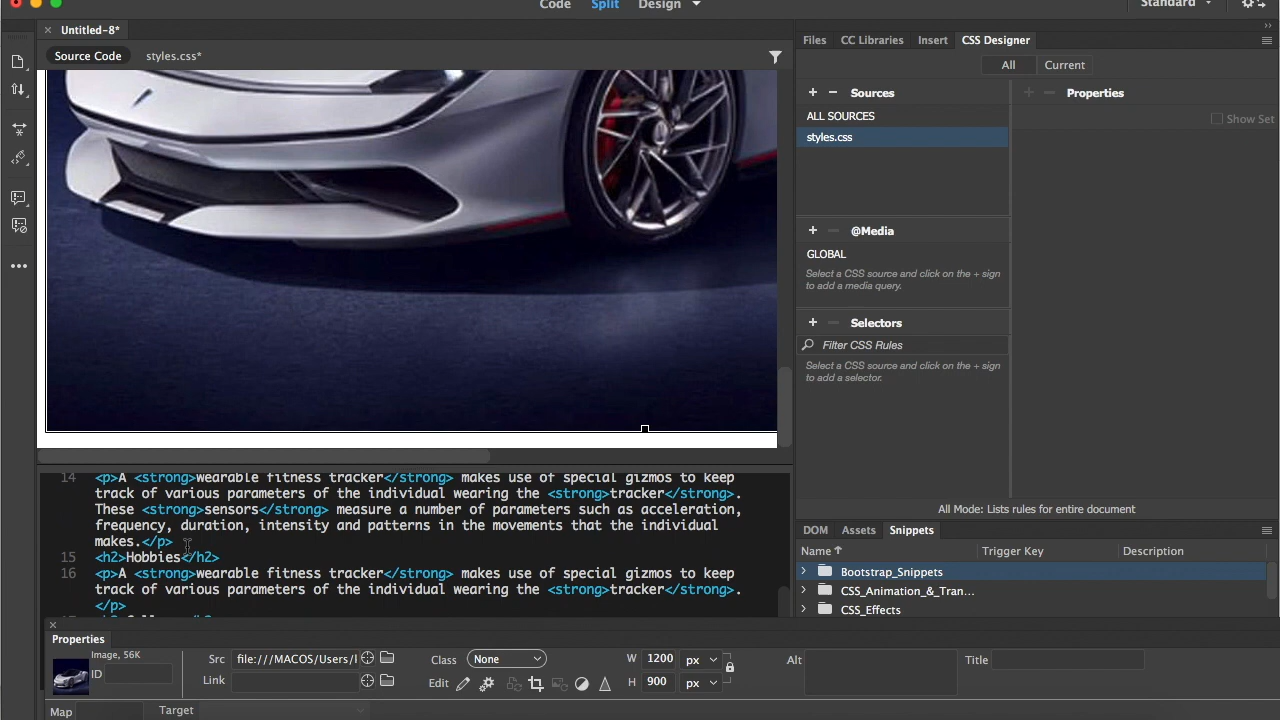 Code Split Design Standard
Untitled-8*
Files CC Libraries Insert CSS Designer
Source Code styles.css*
All Current
Sources Properties
ALL SOURCES Show Set
styles.css
@Media
GLOBAL
Select a CSS source and click on the + sign
to add a media query.
Selectors
Filter CSS Rules
Select a CSS source and click on the + sign
to add a selector.
All Mode: Lists rules for entire document
14 <p>A <strong>wearable fitness tracker</strong> makes use of special gizmos to keep
track of various parameters of the individual wearing the <strong>tracker</strong>.
These <strong>sensors</strong> measure a number of parameters such as acceleration,
frequency, duration, intensity and patterns in the movements that the individual
makes.</p>
15 <h2>Hobbies</h2>
16 <p>A <strong>wearable fitness tracker</strong> makes use of special gizmos to keep
track of various parameters of the individual wearing the <strong>tracker</strong>.
</p>
DOM Assets Snippets
Name Trigger Key Description
Bootstrap_Snippets
CSS_Animation_&_Tran...
CSS_Effects
Properties
Image, 56K
ID
Src file:///MACOS/Users/l
Link
Class None
Edit
W 1200 px
H 900 px
Alt
Title
Map Target